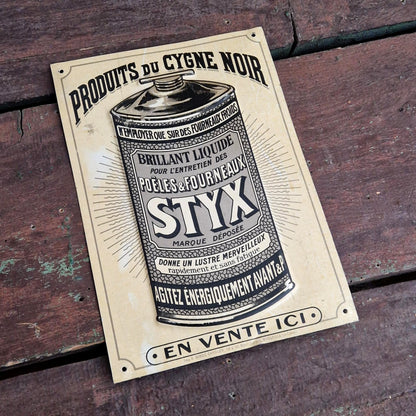 PRODUITS DU CYGNE NOIR
N'EMPLOYER QUE SUR DES FOURNEAUX FROIDS
BRILLANT LIQUIDE
POUR L'ENTRETIEN DES
POÊLES & FOURNEAUX
STYX
MARQUE DÉPOSÉE
DONNE UN LUSTRE MERVEILLEUX
rapidement et sans fatigue
AGITEZ ÉNERGIQUEMENT AVANT
• EN VENTE ICI •